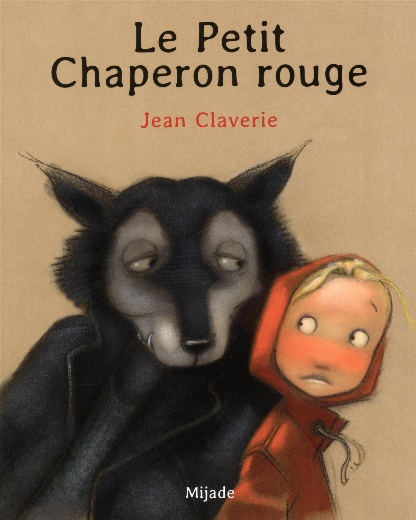 Le Petit
Chaperon rouge
Jean Claverie
Mijade